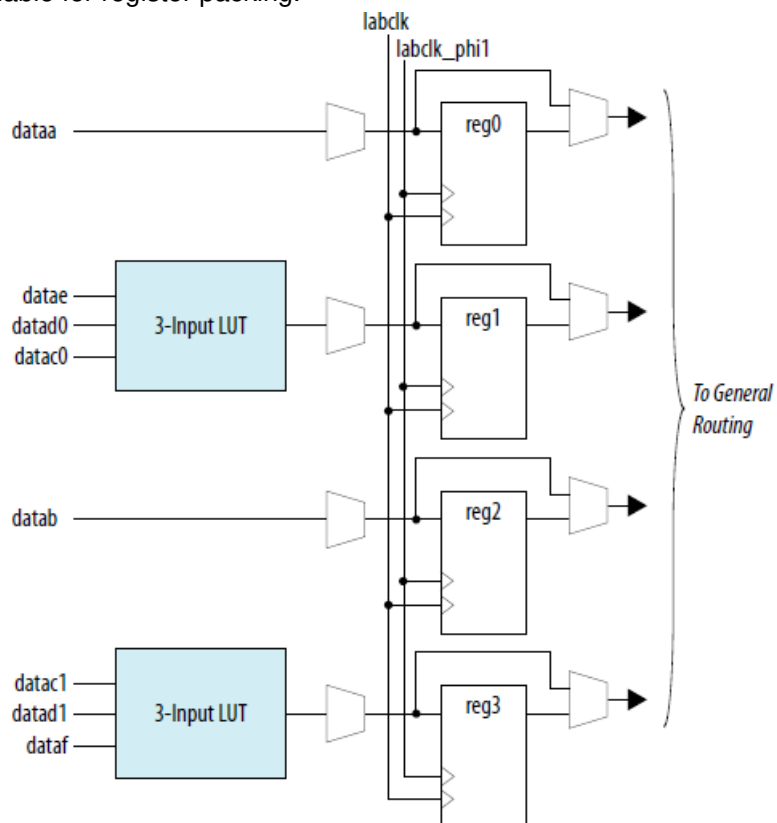 able for register packing.
labclk
labclk_phi1
dataa
reg0
datae
datad0
datac0
3-Input LUT
reg1
To General
Routing
datab
reg2
datac1
datad1
dataf
3-Input LUT
reg3